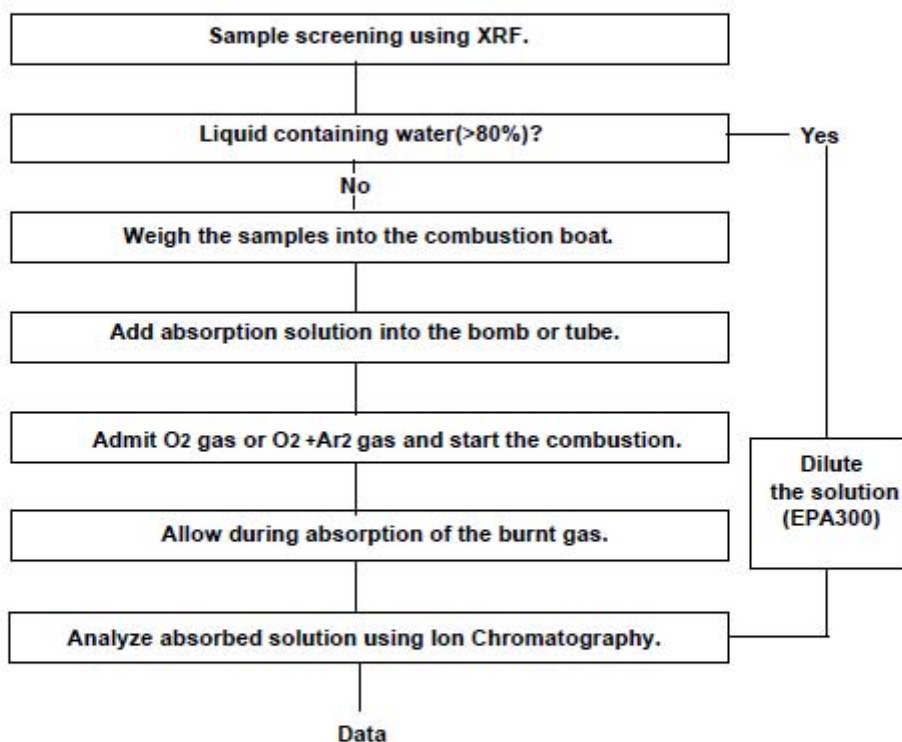 Sample screening using XRF.
Liquid containing water(>80%)?
Yes
No
Weigh the samples into the combustion boat.
Add absorption solution into the bomb or tube.
Admit O2 gas or O2 +Ar2 gas and start the combustion.
Dilute
the solution
(EPA300)
Allow during absorption of the burnt gas.
Analyze absorbed solution using Ion Chromatography.
Data